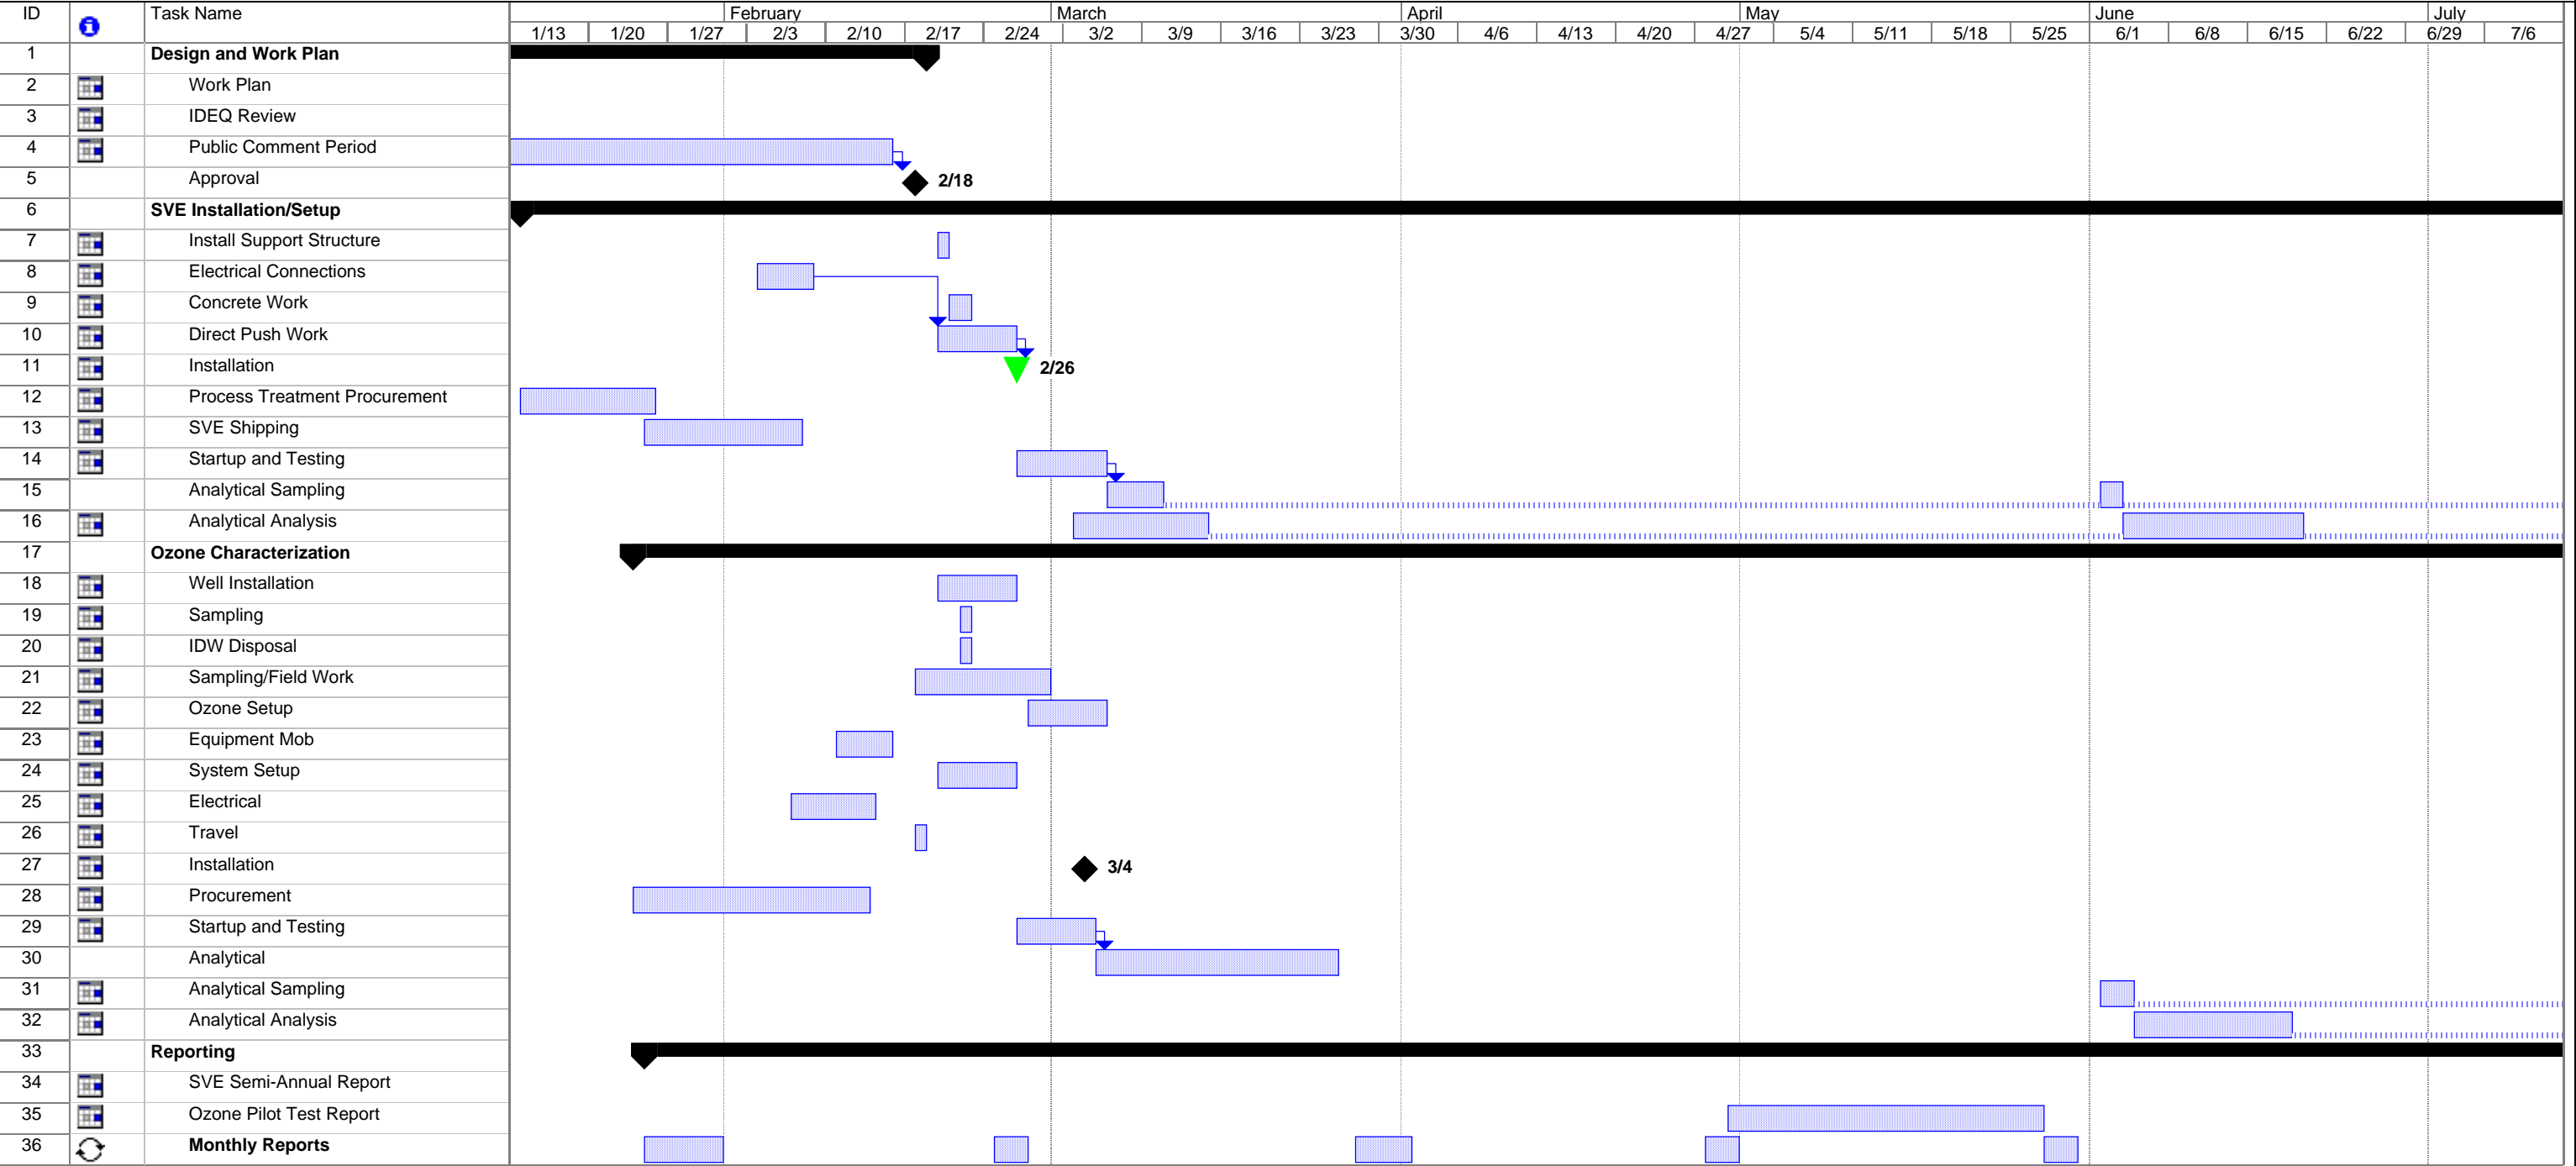 ID Task Name February March April May June July
1/13 1/20 1/27 2/3 2/10 2/17 2/24 3/2 3/9 3/16 3/23 3/30 4/6 4/13 4/20 4/27 5/4 5/11 5/18 5/25 6/1 6/8 6/15 6/22 6/29 7/6
1 Design and Work Plan
2 Work Plan
3 IDEQ Review
4 Public Comment Period
5 Approval 2/18
6 SVE Installation/Setup
7 Install Support Structure
8 Electrical Connections
9 Concrete Work
10 Direct Push Work
11 Installation 2/26
12 Process Treatment Procurement
13 SVE Shipping
14 Startup and Testing
15 Analytical Sampling
16 Analytical Analysis
17 Ozone Characterization
18 Well Installation
19 Sampling
20 IDW Disposal
21 Sampling/Field Work
22 Ozone Setup
23 Equipment Mob
24 System Setup
25 Electrical
26 Travel
27 Installation 3/4
28 Procurement
29 Startup and Testing
30 Analytical
31 Analytical Sampling
32 Analytical Analysis
33 Reporting
34 SVE Semi-Annual Report
35 Ozone Pilot Test Report
36 Monthly Reports